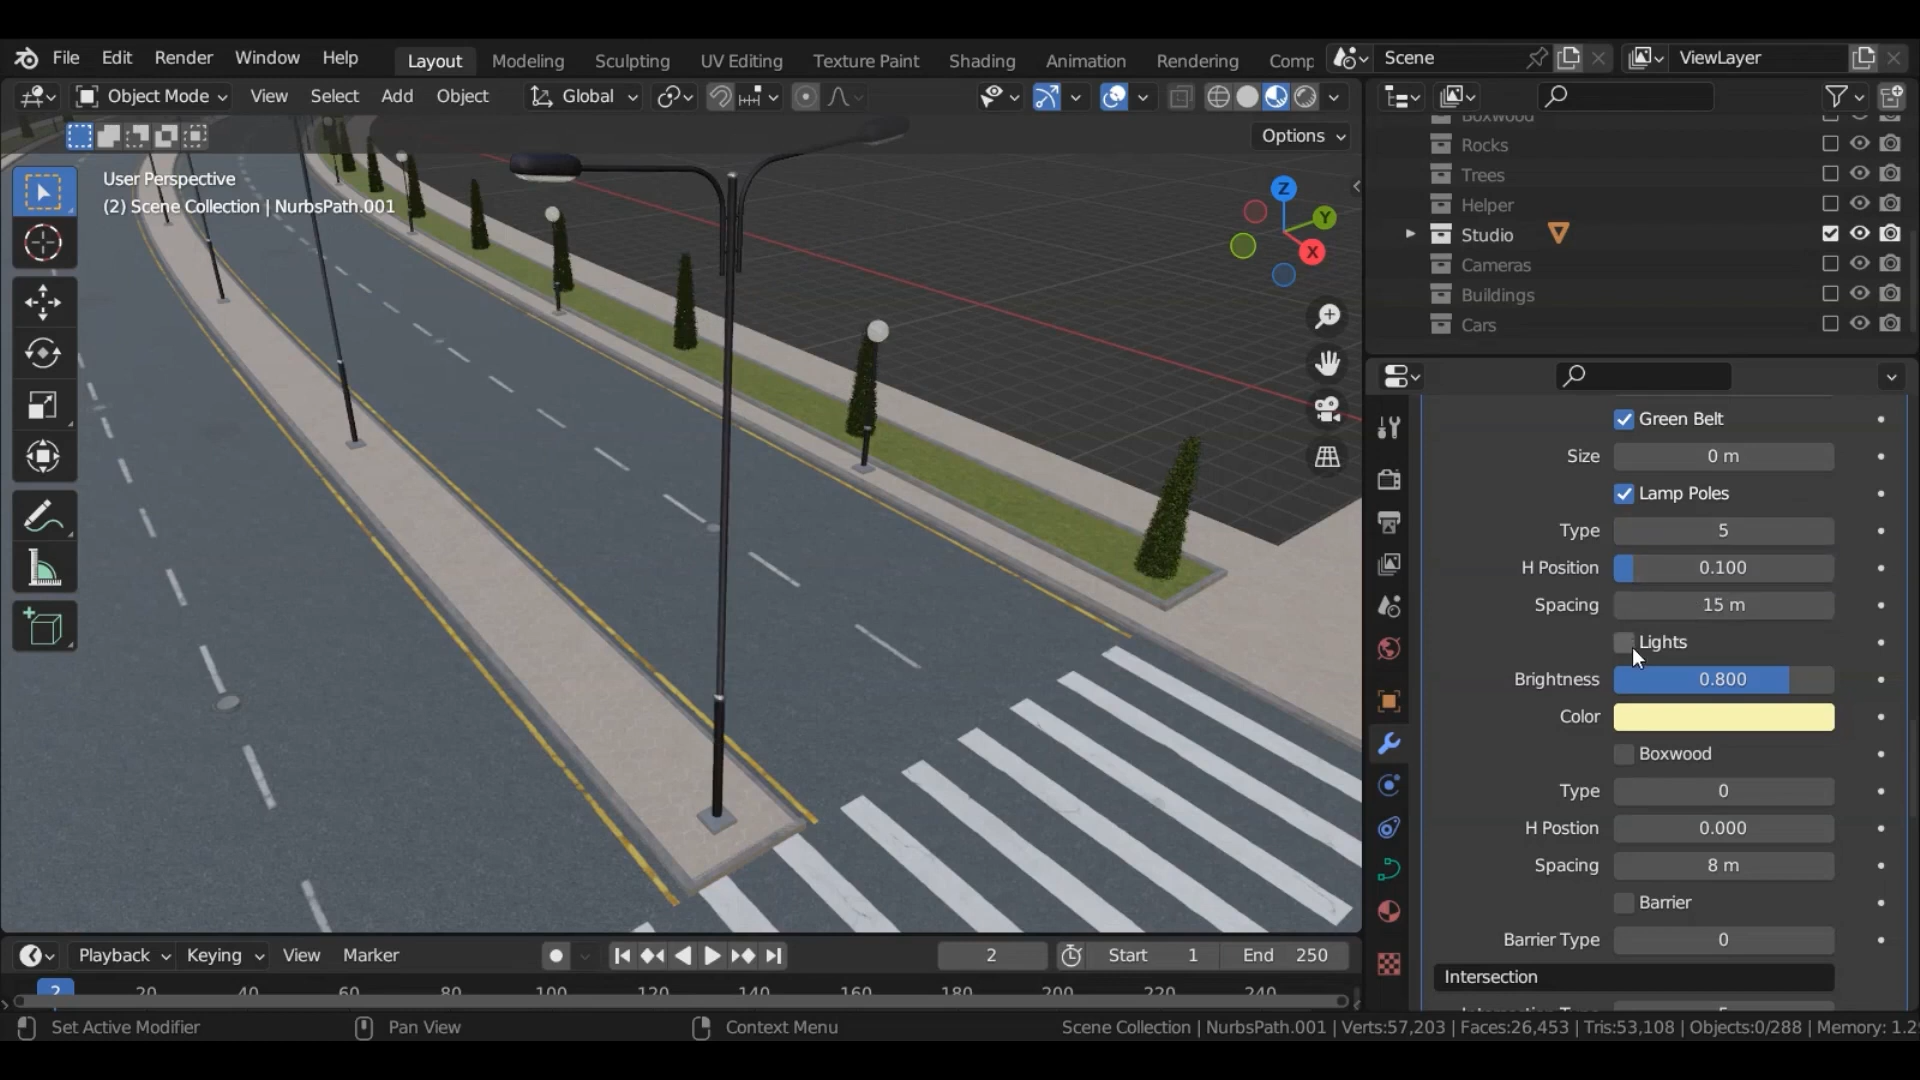 File Edit Render Window Help Layout Modeling Sculpting UV Editing Texture Paint Shading Animation Rendering Comp Scene ViewLayer
Object Mode View Select Add Object Global
Options
User Perspective
(2) Scene Collection | NurbsPath.001
Z
Y
X
Boxwood
Rocks
Trees
Helper
Studio
Cameras
Buildings
Cars
Green Belt
Size 0 m
Lamp Poles
Type 5
H Position 0.100
Spacing 15 m
Lights
Brightness 0.800
Color
Boxwood
Type 0
H Postion 0.000
Spacing 8 m
Barrier
Barrier Type 0
Intersection
Playback Keying View Marker 2 Start 1 End 250
2 20 40 60 80 100 120 140 160 180 200 220 240
Set Active Modifier Pan View Context Menu Scene Collection | NurbsPath.001 | Verts:57,203 | Faces:26,453 | Tris:53,108 | Objects:0/288 | Memory: 1.2